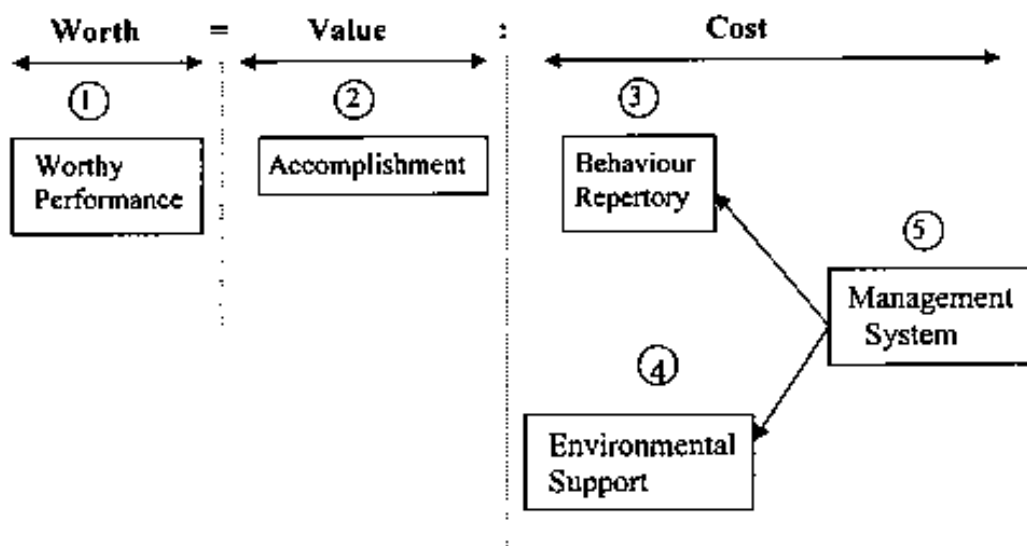 Worth = Value : Cost
1 2 3
Worthy
Performance
Accomplishment
Behaviour
Repertory
5
Management
System
4
Environmental
Support